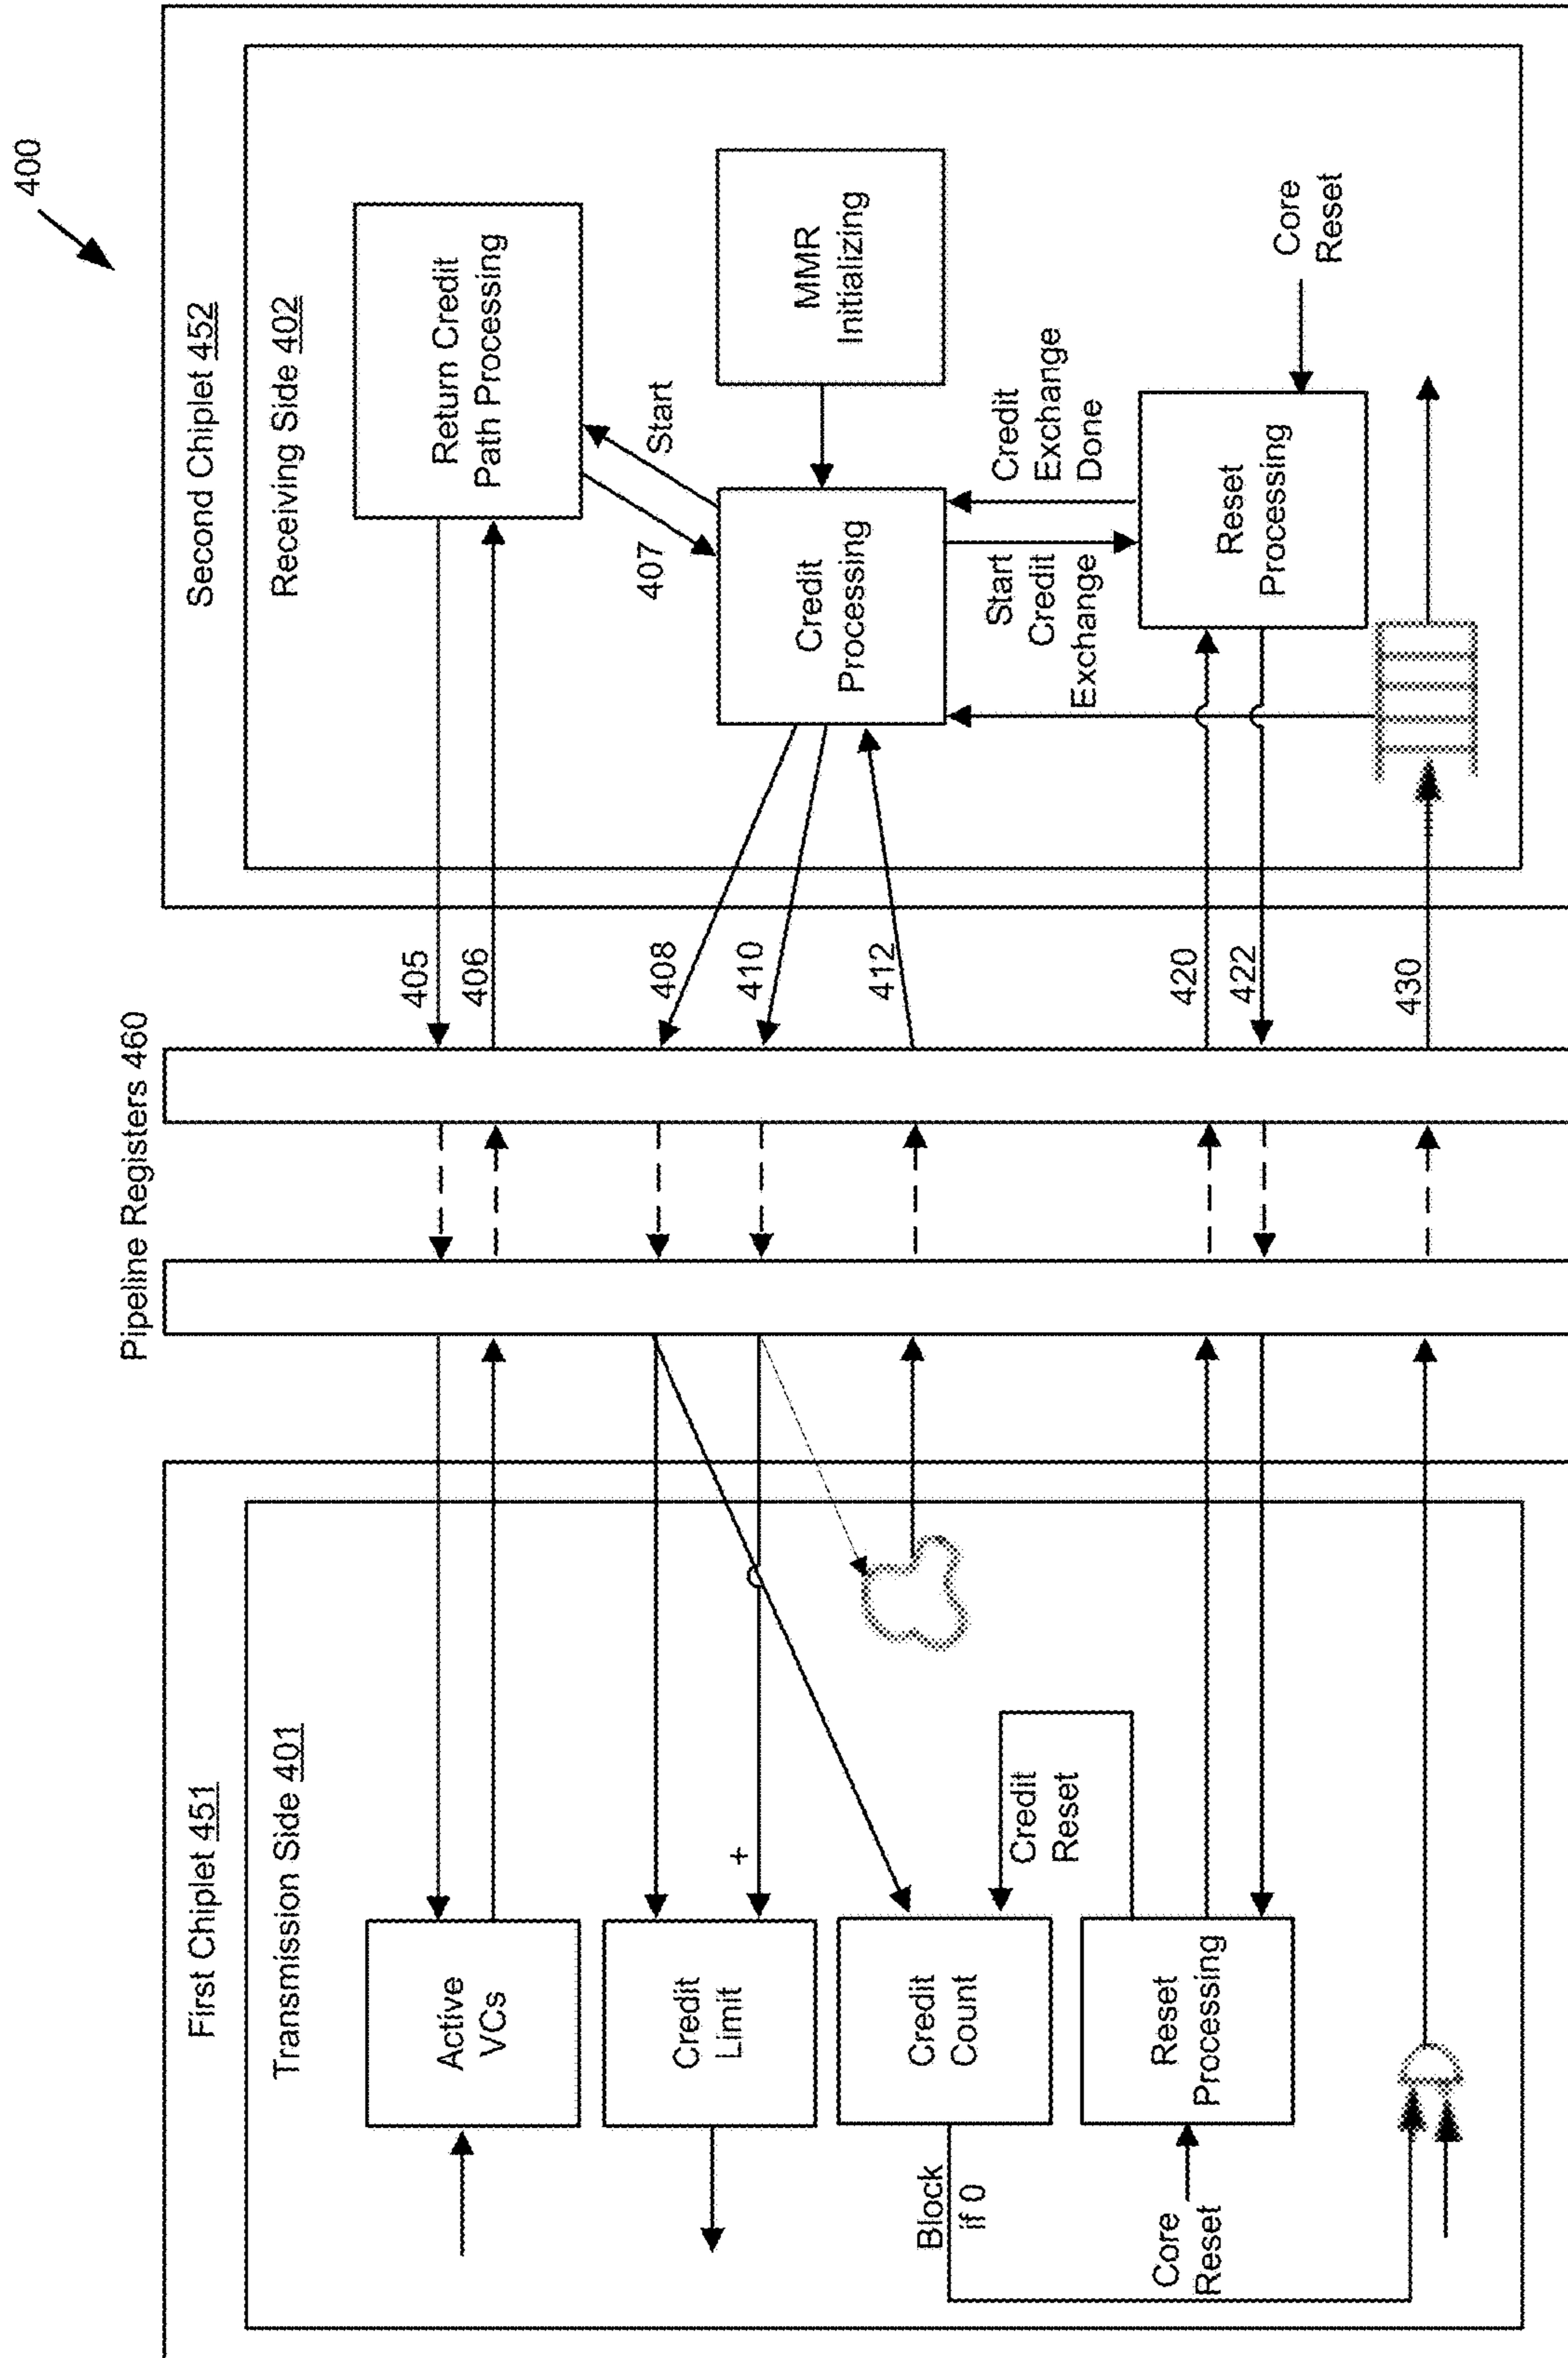 400
First Chiplet 451
Transmission Side 401
Active
VCs
Credit
Limit
+
Credit
Count
Credit
Reset
Block
if 0
Reset
Processing
Core
Reset
Pipeline Registers 460
405
406
408
410
412
420
422
430
Second Chiplet 452
Receiving Side 402
Return Credit
Path Processing
407
Start
Credit
Processing
MMR
Initializing
Start
Credit
Exchange
Credit
Exchange
Done
Reset
Processing
Core
Reset